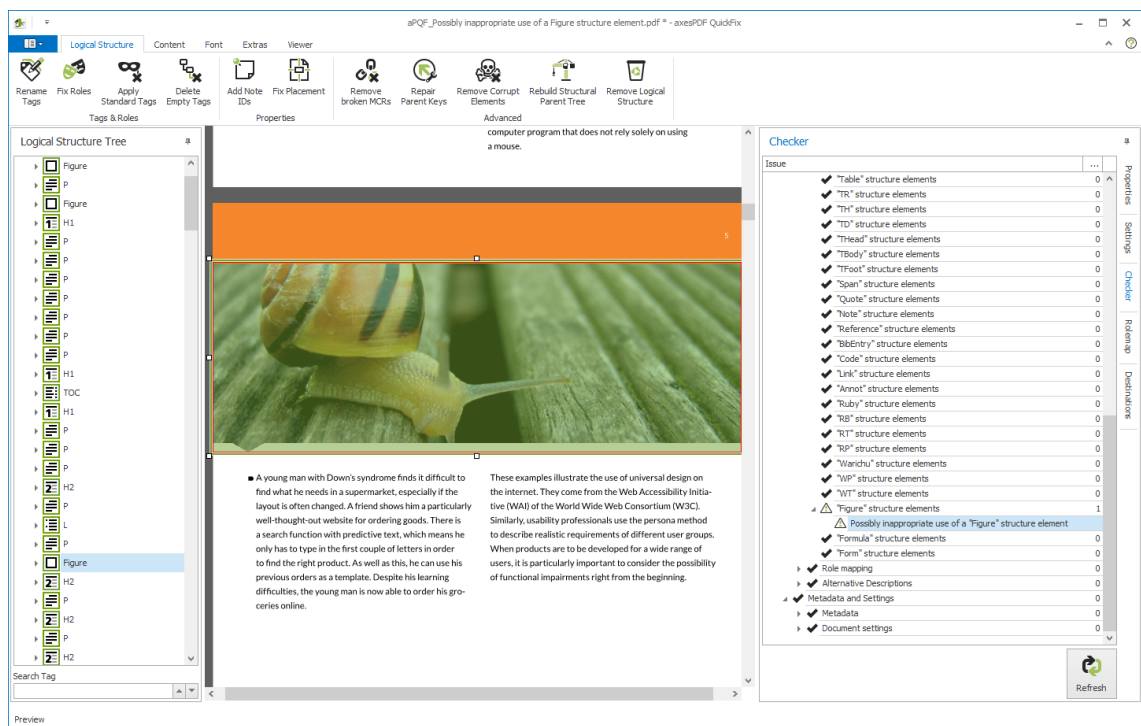 aPQF_Possibly inappropriate use of a Figure structure element.pdf * - axesPDF QuickFix
Logical Structure Content Font Extras Viewer
Rename Tags
Fix Roles
Apply Standard Tags
Delete Empty Tags
Add Note IDs
Fix Placement
Remove broken MCRs
Repair Parent Keys
Remove Corrupt Elements
Rebuild Structural Parent Tree
Remove Logical Structure
Tags & Roles
Properties
Advanced
Logical Structure Tree
Figure
P
Figure
H1
P
P
P
P
P
P
P
H1
TOC
H1
P
P
P
H2
P
L
P
Figure
H2
P
H2
P
H2
Search Tag
computer program that does not rely solely on using
a mouse.
5
A young man with Down's syndrome finds it difficult to
find what he needs in a supermarket, especially if the
layout is often changed. A friend shows him a particularly
well-thought-out website for ordering goods. There is
a search function with predictive text, which means he
only has to type in the first couple of letters in order
to find the right product. As well as this, he can use his
previous orders as a template. Despite his learning
difficulties, the young man is now able to order his gro-
ceries online.
These examples illustrate the use of universal design on
the internet. They come from the Web Accessibility Initia-
tive (WAI) of the World Wide Web Consortium (W3C).
Similarly, usability professionals use the persona method
to describe realistic requirements of different user groups.
When products are to be developed for a wide range of
users, it is particularly important to consider the possibility
of functional impairments right from the beginning.
Checker
Issue ...
"Table" structure elements 0
"TR" structure elements 0
"TH" structure elements 0
"TD" structure elements 0
"THead" structure elements 0
"TBody" structure elements 0
"TFoot" structure elements 0
"Span" structure elements 0
"Quote" structure elements 0
"Note" structure elements 0
"Reference" structure elements 0
"BibEntry" structure elements 0
"Code" structure elements 0
"Link" structure elements 0
"Annot" structure elements 0
"Ruby" structure elements 0
"RB" structure elements 0
"RT" structure elements 0
"RP" structure elements 0
"Warichu" structure elements 0
"WP" structure elements 0
"WT" structure elements 0
"Figure" structure elements 1
Possibly inappropriate use of a "Figure" structure element
"Formula" structure elements 0
"Form" structure elements 0
Role mapping 0
Alternative Descriptions 0
Metadata and Settings 0
Metadata 0
Document settings 0
Refresh
Properties
Settings
Checker
Rolemap
Destinations
Preview